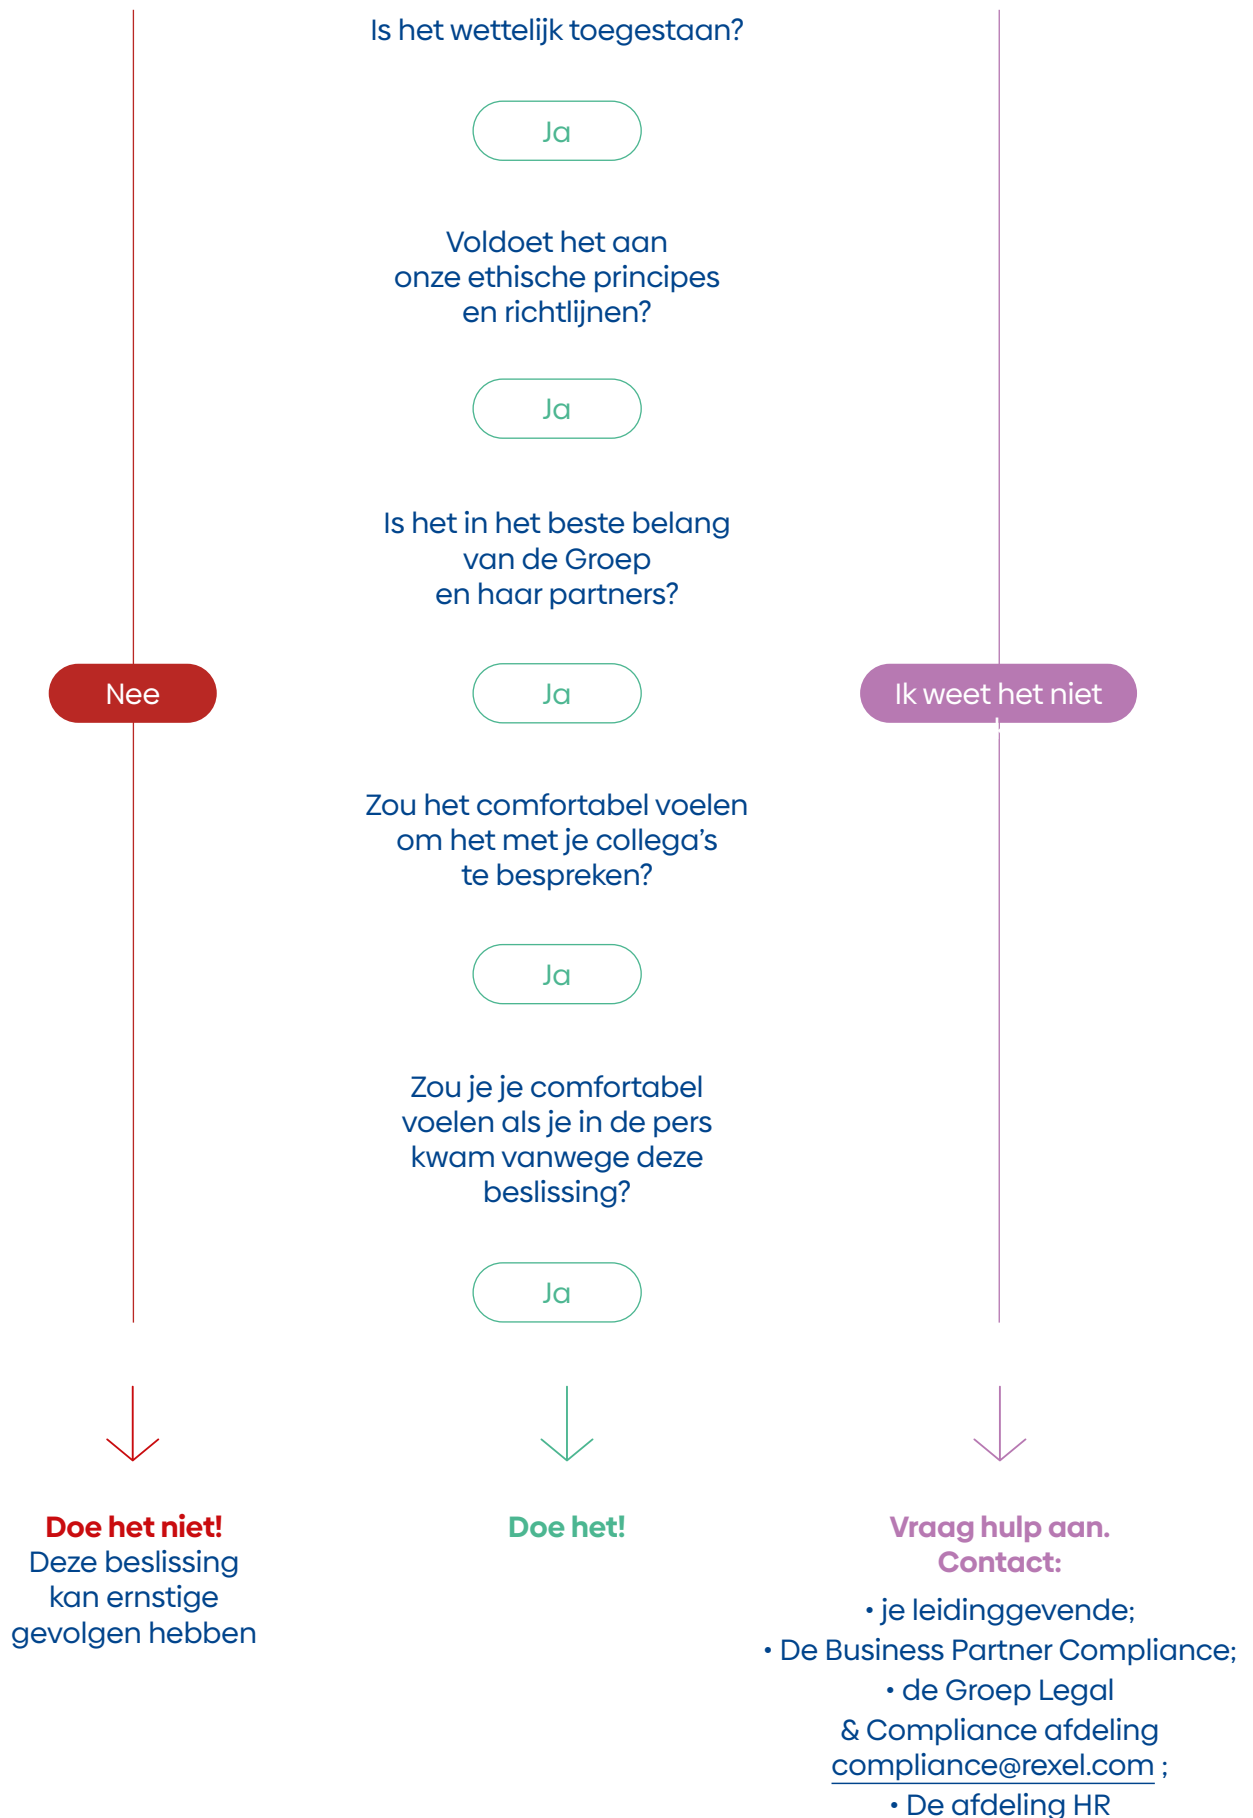 Is het wettelijk toegestaan?
Ja
Voldoet het aan
onze ethische principes
en richtlijnen?
Ja
Is het in het beste belang
van de Groep
en haar partners?
Nee
Ja
Ik weet het niet
Zou het comfortabel voelen
om het met je collega’s
te bespreken?
Ja
Zou je je comfortabel
voelen als je in de pers
kwam vanwege deze
beslissing?
Ja
Doe het niet!
Deze beslissing
kan ernstige
gevolgen hebben
Doe het!
Vraag hulp aan.
Contact:
• je leidinggevende;
• De Business Partner Compliance;
• de Groep Legal
& Compliance afdeling
compliance@rexel.com ;
• De afdeling HR